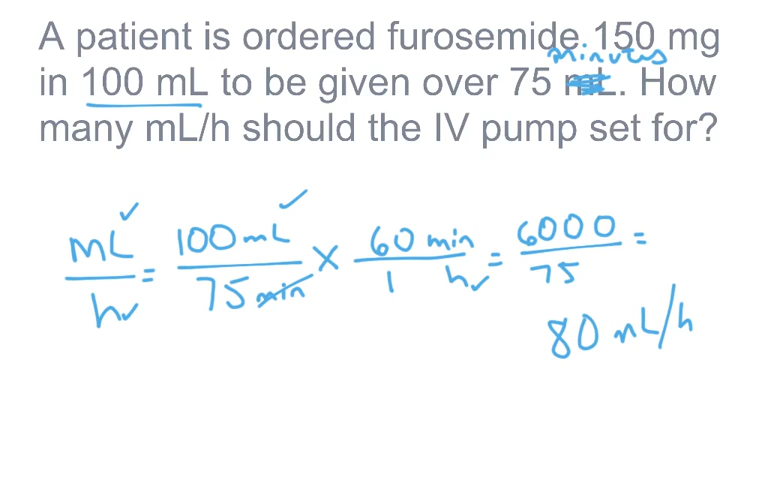 A patient is ordered furosemide 150 mg
minutes
in 100 mL to be given over 75 mL. How
many mL/h should the IV pump set for?
mL/hr = 100 mL/75 min × 60 min/1 hr = 6000/75 =
80 mL/h